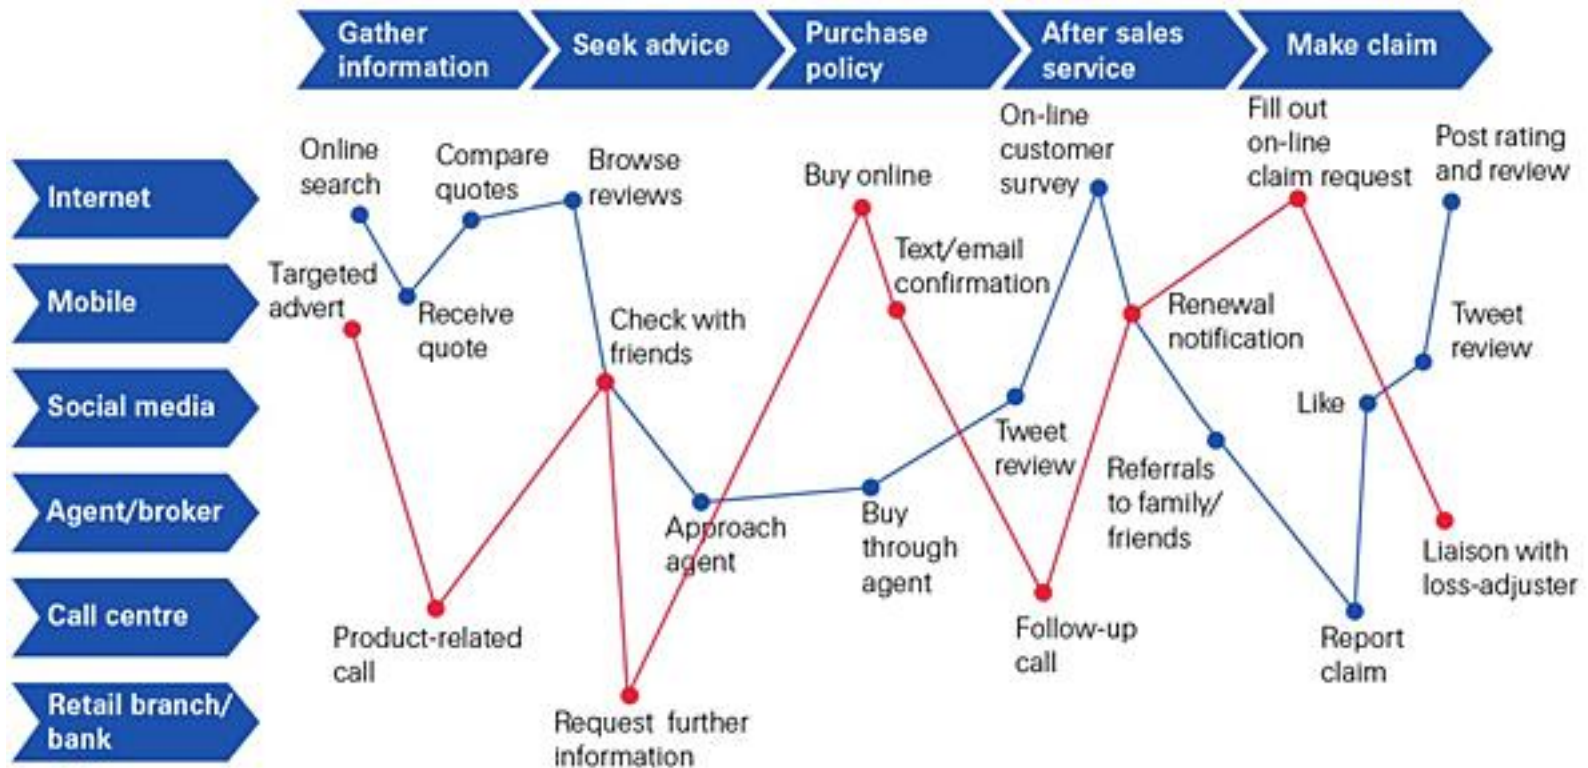 Gather
information
Seek advice
Purchase
policy
After sales
service
Make claim
Internet
Mobile
Social media
Agent/broker
Call centre
Retail branch/
bank
Online
search
Compare
quotes
Browse
reviews
Buy online
On-line
customer
survey
Fill out
on-line
claim request
Post rating
and review
Targeted
advert
Receive
quote
Check with
friends
Text/email
confirmation
Renewal
notification
Tweet
review
Like
Tweet
review
Referrals
to family/
friends
Approach
agent
Buy
through
agent
Liaison with
loss-adjuster
Product-related
call
Follow-up
call
Report
claim
Request further
information